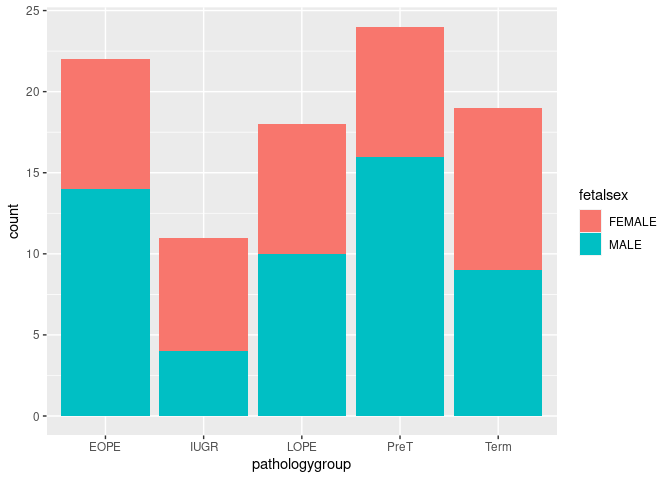 25
20
15
10
5
0
count
EOPE IUGR LOPE PreT Term
pathologygroup
fetalsex
FEMALE
MALE